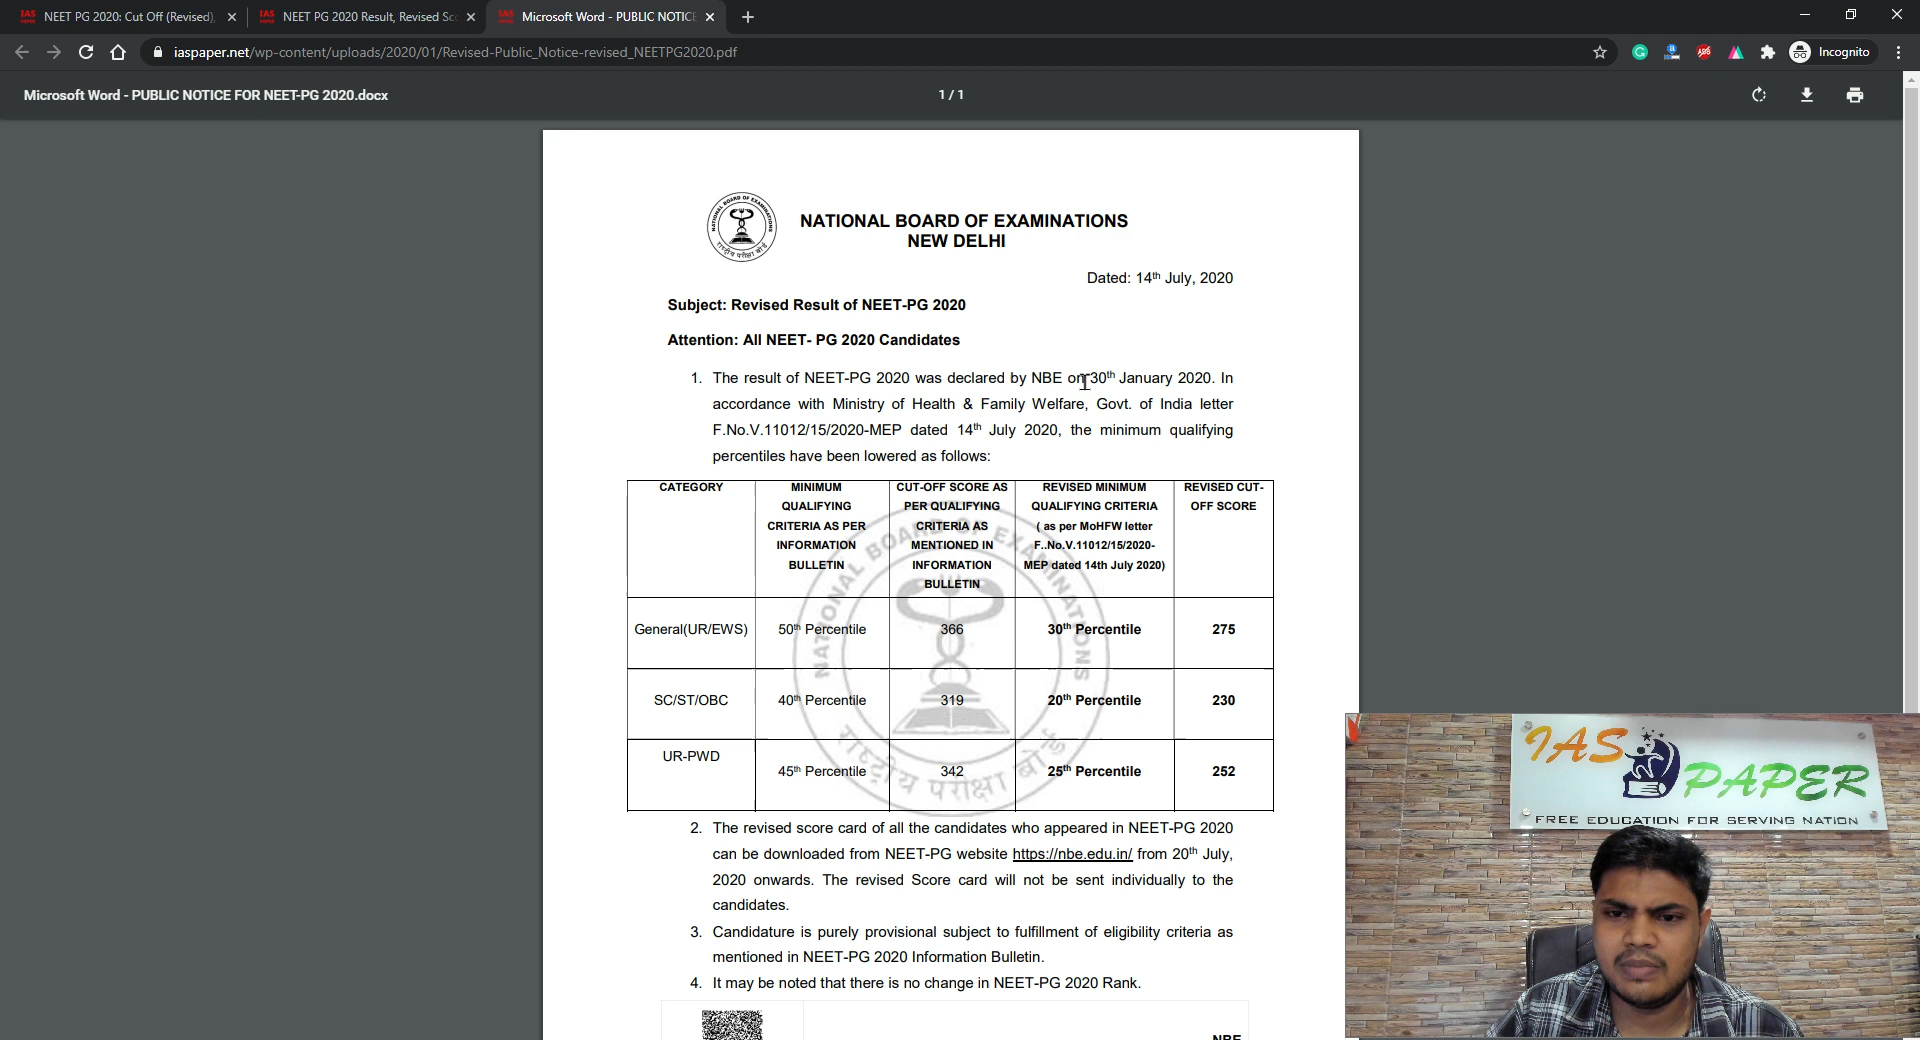 NEET PG 2020: Cut Off (Revised),
NEET PG 2020 Result, Revised Sc
Microsoft Word - PUBLIC NOTICE
iaspaper.net/wp-content/uploads/2020/01/Revised-Public_Notice-revised_NEETPG2020.pdf
Incognito
Microsoft Word - PUBLIC NOTICE FOR NEET-PG 2020.docx
1 / 1
NATIONAL BOARD OF EXAMINATIONS
NEW DELHI
Dated: 14th July, 2020
Subject: Revised Result of NEET-PG 2020
Attention: All NEET- PG 2020 Candidates
1. The result of NEET-PG 2020 was declared by NBE on 30th January 2020. In
accordance with Ministry of Health & Family Welfare, Govt. of India letter
F.No.V.11012/15/2020-MEP dated 14th July 2020, the minimum qualifying
percentiles have been lowered as follows:
CATEGORY
MINIMUM
QUALIFYING
CRITERIA AS PER
INFORMATION
BULLETIN
CUT-OFF SCORE AS
PER QUALIFYING
CRITERIA AS
MENTIONED IN
INFORMATION
BULLETIN
REVISED MINIMUM
QUALIFYING CRITERIA
( as per MoHFW letter
F..No.V.11012/15/2020-
MEP dated 14th July 2020)
REVISED CUT-
OFF SCORE
General(UR/EWS) 50th Percentile 366 30th Percentile 275
SC/ST/OBC 40th Percentile 319 20th Percentile 230
UR-PWD 45th Percentile 342 25th Percentile 252
NATIONAL BOARD OF EXAMINATIONS
राष्ट्रीय परीक्षा बोर्ड
2. The revised score card of all the candidates who appeared in NEET-PG 2020
can be downloaded from NEET-PG website https://nbe.edu.in/ from 20th July,
2020 onwards. The revised Score card will not be sent individually to the
candidates.
3. Candidature is purely provisional subject to fulfillment of eligibility criteria as
mentioned in NEET-PG 2020 Information Bulletin.
4. It may be noted that there is no change in NEET-PG 2020 Rank.
NBE
IAS PAPER
FREE EDUCATION FOR SERVING NATION